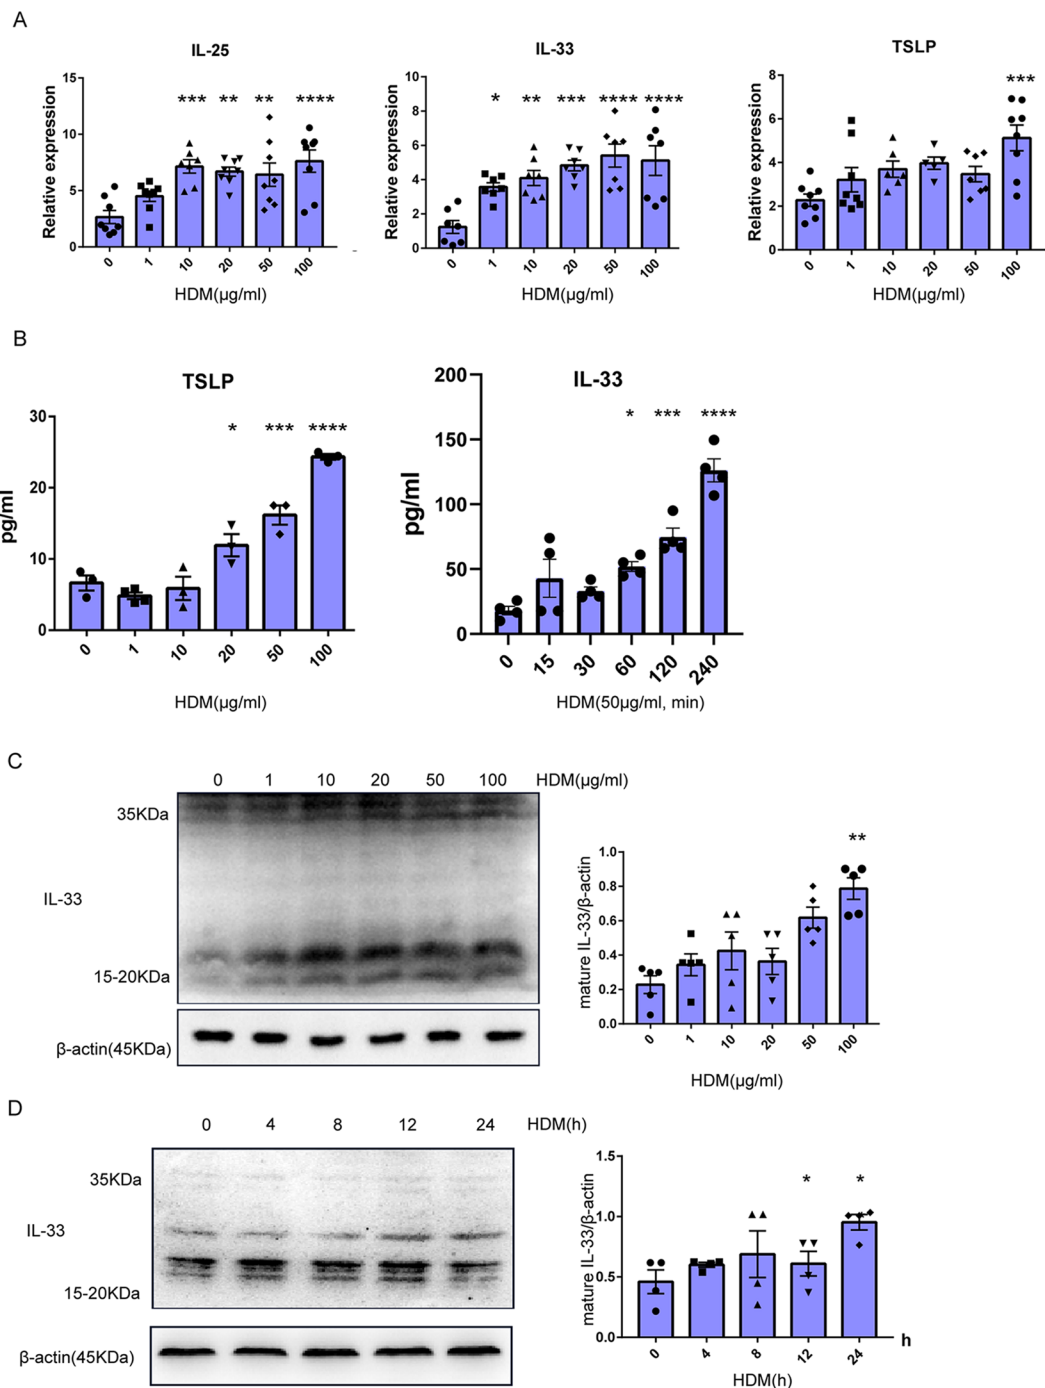 A
IL-25
Relative expression
15
10
5
0
*** ** ** ****
0 1 10 20 50 100
HDM(μg/ml)
IL-33
Relative expression
10
8
6
4
2
0
* ** *** **** ****
0 1 10 20 50 100
HDM(μg/ml)
TSLP
Relative expression
8
6
4
2
0
***
0 1 10 20 50 100
HDM(μg/ml)
B
TSLP
pg/ml
30
20
10
0
* *** ****
0 1 10 20 50 100
HDM(μg/ml)
IL-33
pg/ml
200
150
100
50
0
* *** ****
0 15 30 60 120 240
HDM(50μg/ml, min)
C
0 1 10 20 50 100 HDM(μg/ml)
35KDa
IL-33
15-20KDa
β-actin(45KDa)
mature IL-33/β-actin
1.0
0.8
0.6
0.4
0.2
0.0
**
0 1 10 20 50 100
HDM(μg/ml)
D
0 4 8 12 24 HDM(h)
35KDa
IL-33
15-20KDa
β-actin(45KDa)
mature IL-33/β-actin
1.5
1.0
0.5
0.0
* *
0 4 8 12 24
h
HDM(h)